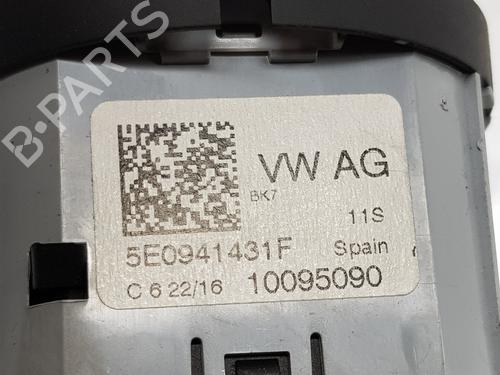 VW AG
BK7
11S
5E0941431F Spain
C 6 22/16 10095090
B-PARTS